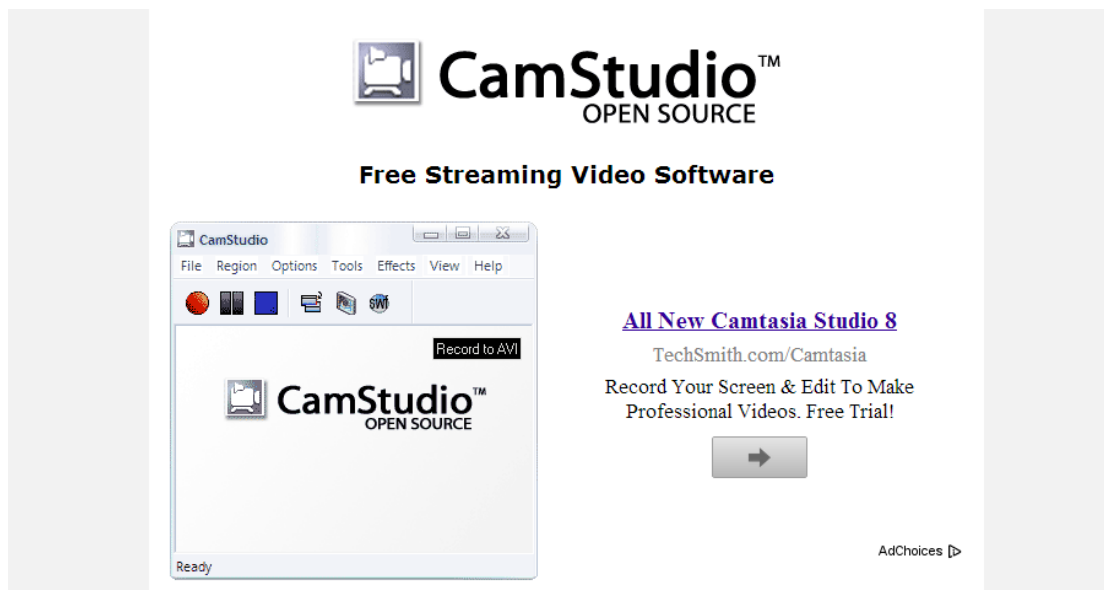 CamStudio™
OPEN SOURCE
Free Streaming Video Software
CamStudio
File Region Options Tools Effects View Help
swf
Record to AVI
CamStudio™
OPEN SOURCE
Ready
All New Camtasia Studio 8
TechSmith.com/Camtasia
Record Your Screen & Edit To Make
Professional Videos. Free Trial!
AdChoices